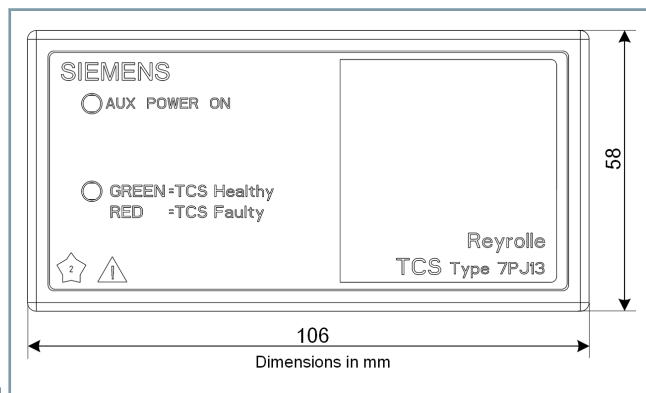 SIEMENS
AUX POWER ON
GREEN =TCS Healthy
RED =TCS Faulty
Reyrolle
TCS Type 7PJ13
2
!
58
106
Dimensions in mm